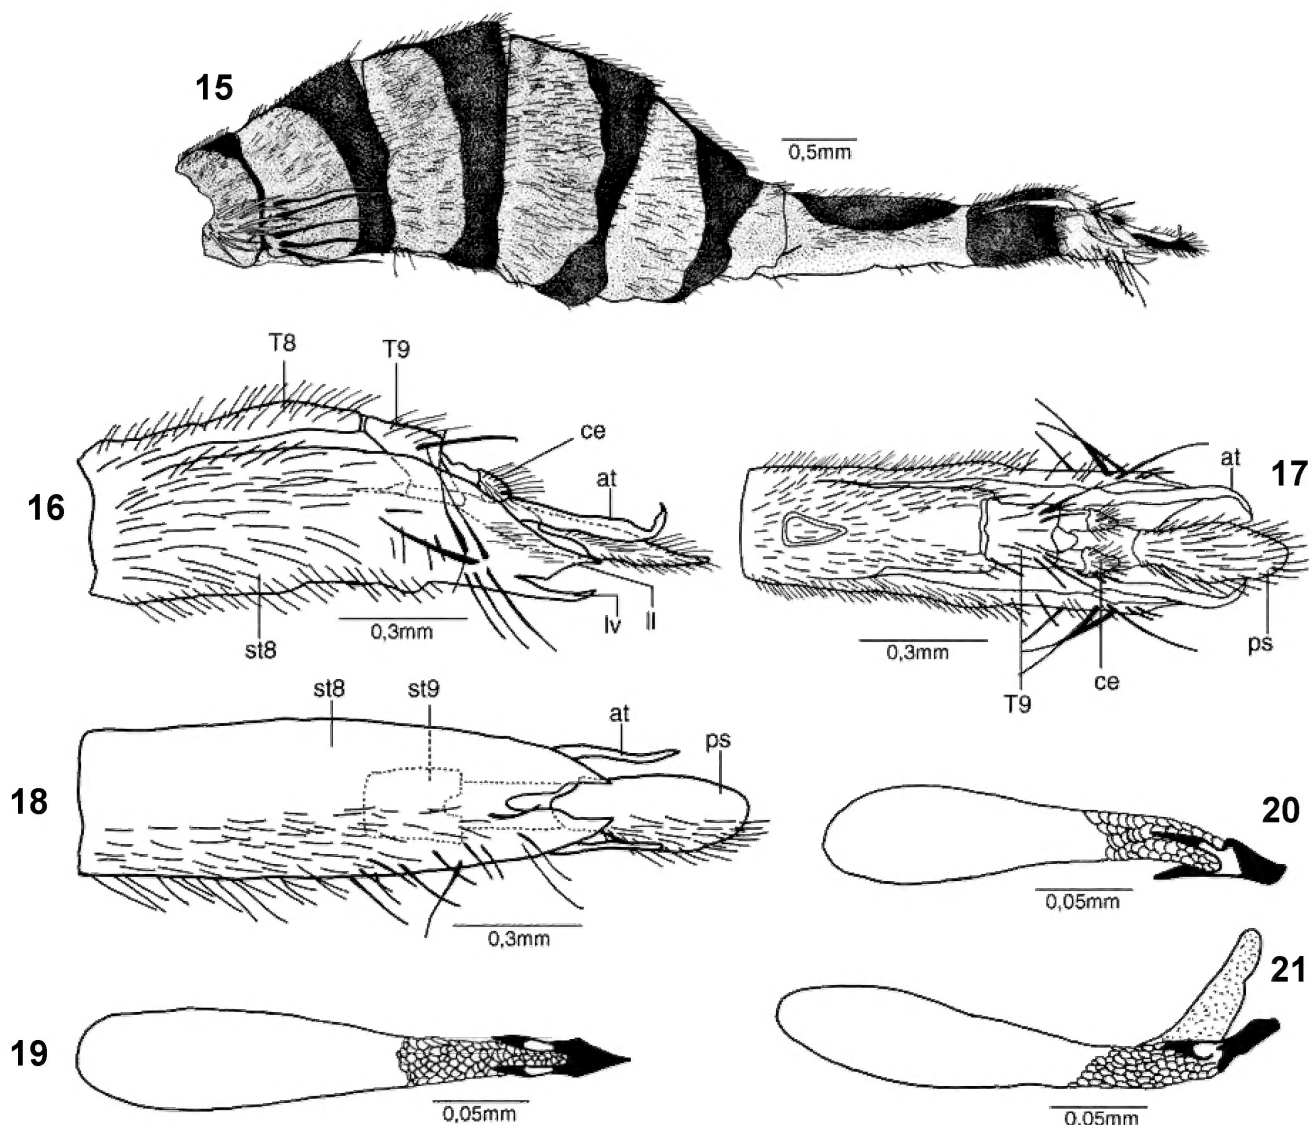 15
0,5mm
T8
T9
ce
at
16
lv
ll
0,3mm
st8
at
17
0,3mm
ps
ce
T9
st8
st9
at
ps
18
0,3mm
20
0,05mm
21
0,05mm
19
0,05mm